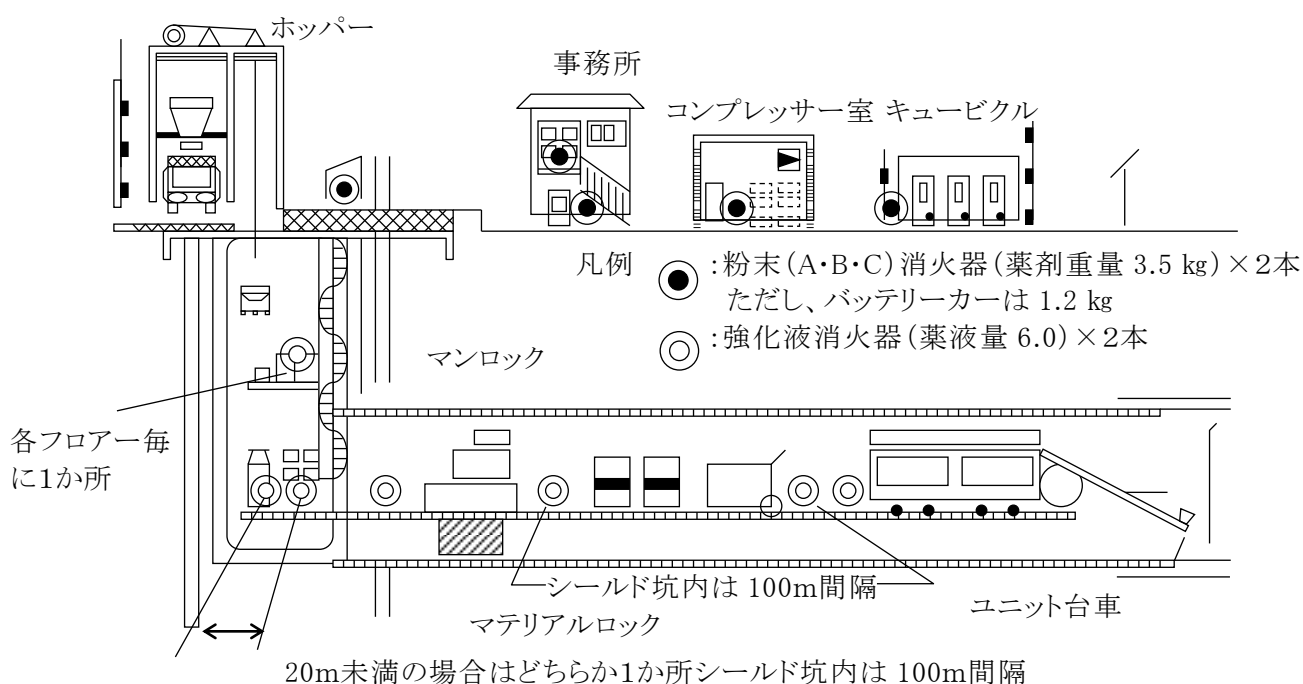 ホッパー
事務所
コンプレッサー室 キュービクル
凡例
:粉末(A・B・C)消火器(薬剤重量 3.5 kg)×2本
ただし、バッテリーカーは 1.2 kg
:強化液消火器(薬液量 6.0)×2本
マンロック
各フロアー毎
に1か所
シールド坑内は 100m間隔
ユニット台車
マテリアルロック
20m未満の場合はどちらか1か所シールド坑内は 100m間隔